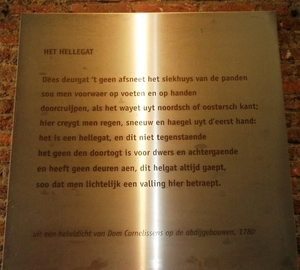 HET HELLEGAT
Dees deurgat 't geen afsneet het siekhuys van de panden
sou men voorwaar op voeten en op handen
doorcruijpen, als het wayet uyt noordsch of oostersch kant;
hier creygt men regen, sneeuw en haegel uyt d'eerst hand:
het is een hellegat, en dit niet tegenstaende
het geen den doortogt is voor dwers en achtergaende
en heeft geen deuren aen, dit helgat altijd gaept,
soo dat men lichtelijk een valling hier betraept.
uit een hekeldicht van Dom Cornelissens op de abdijgebouwen,